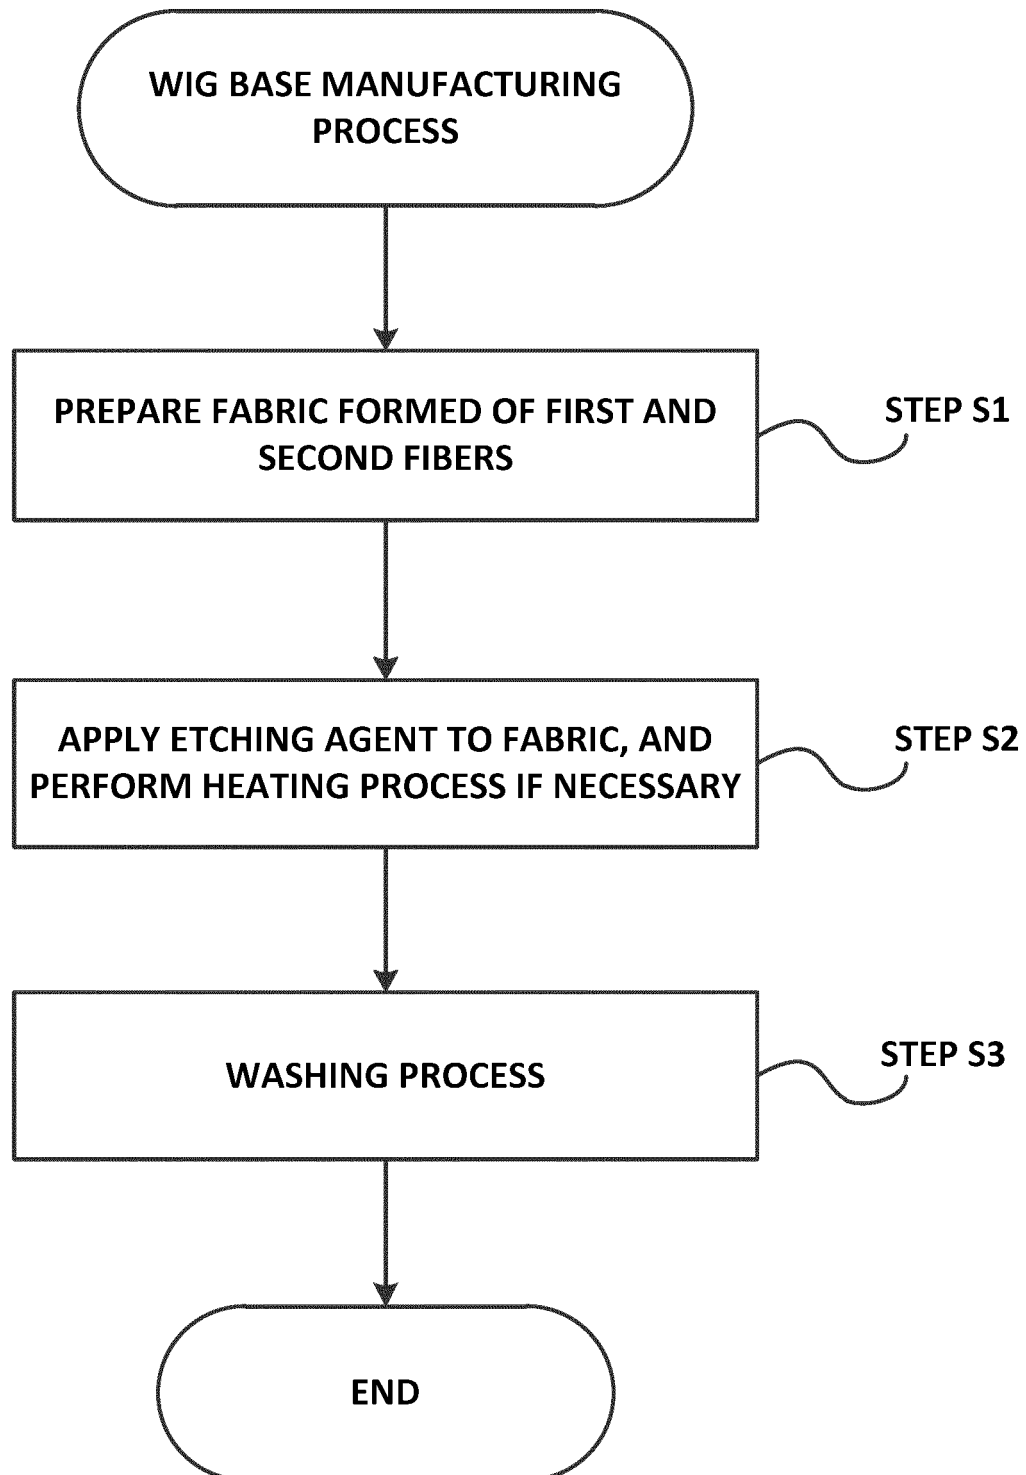 WIG BASE MANUFACTURING
PROCESS
PREPARE FABRIC FORMED OF FIRST AND
SECOND FIBERS
STEP S1
APPLY ETCHING AGENT TO FABRIC, AND
PERFORM HEATING PROCESS IF NECESSARY
STEP S2
WASHING PROCESS
STEP S3
END